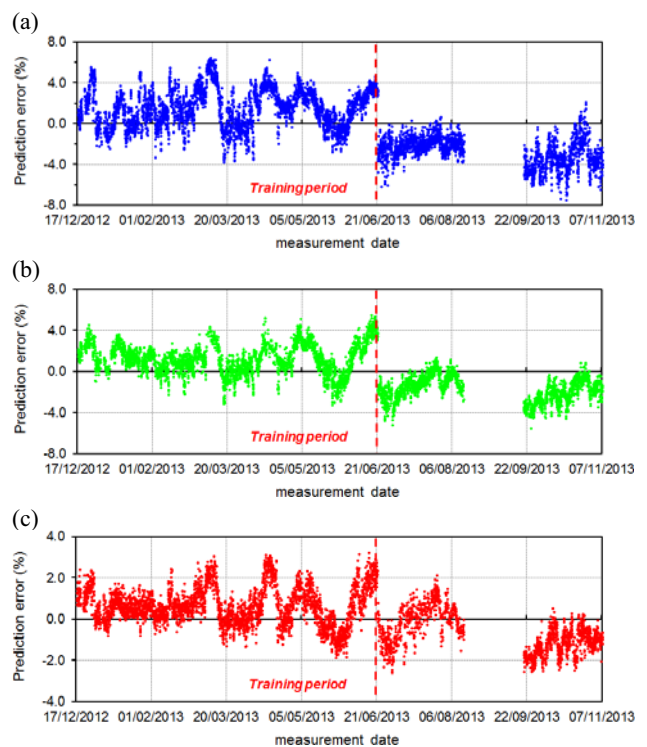 (a)
8.0
4.0
0.0
-4.0
-8.0
Prediction error (%)
Training period
17/12/2012 01/02/2013 20/03/2013 05/05/2013 21/06/2013 06/08/2013 22/09/2013 07/11/2013
measurement date
(b)
8.0
4.0
0.0
-4.0
-8.0
Prediction error (%)
Training period
17/12/2012 01/02/2013 20/03/2013 05/05/2013 21/06/2013 06/08/2013 22/09/2013 07/11/2013
measurement date
(c)
4.0
2.0
0.0
-2.0
-4.0
Prediction error (%)
Training period
17/12/2012 01/02/2013 20/03/2013 05/05/2013 21/06/2013 06/08/2013 22/09/2013 07/11/2013
measurement date